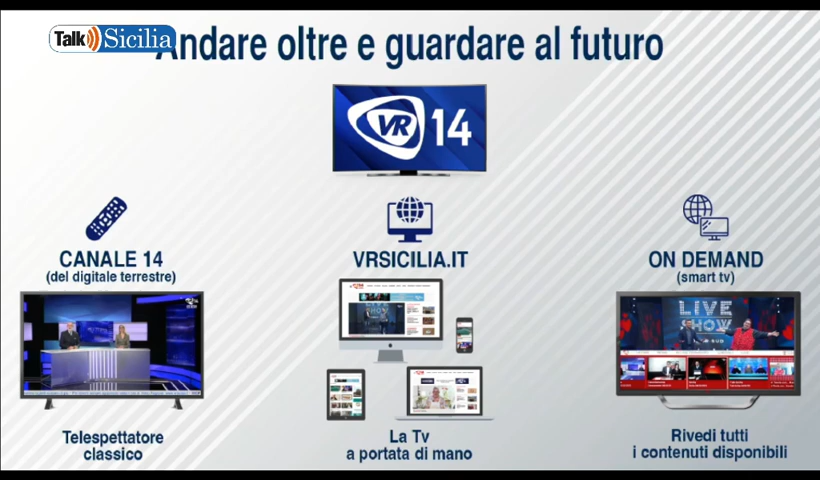 Talk Sicilia
Andare oltre e guardare al futuro
VR 14
CANALE 14
(del digitale terrestre)
VRSICILIA.IT
ON DEMAND
(smart tv)
LIVE
SHOW
SUD
Telespettatore
classico
La Tv
a portata di mano
Rivedi tutti
i contenuti disponibili